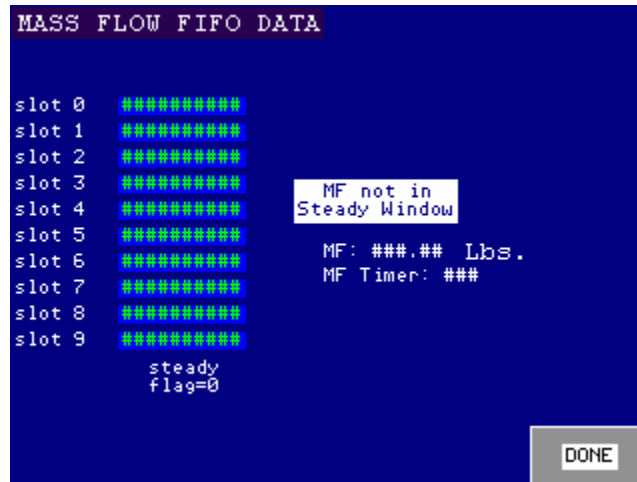 MASS FLOW FIFO DATA
slot 0 ##########
slot 1 ##########
slot 2 ##########
slot 3 ##########
slot 4 ##########
slot 5 ##########
slot 6 ##########
slot 7 ##########
slot 8 ##########
slot 9 ##########
steady
flag=0
MF not in
Steady Window
MF: ###.## Lbs.
MF Timer: ###
DONE